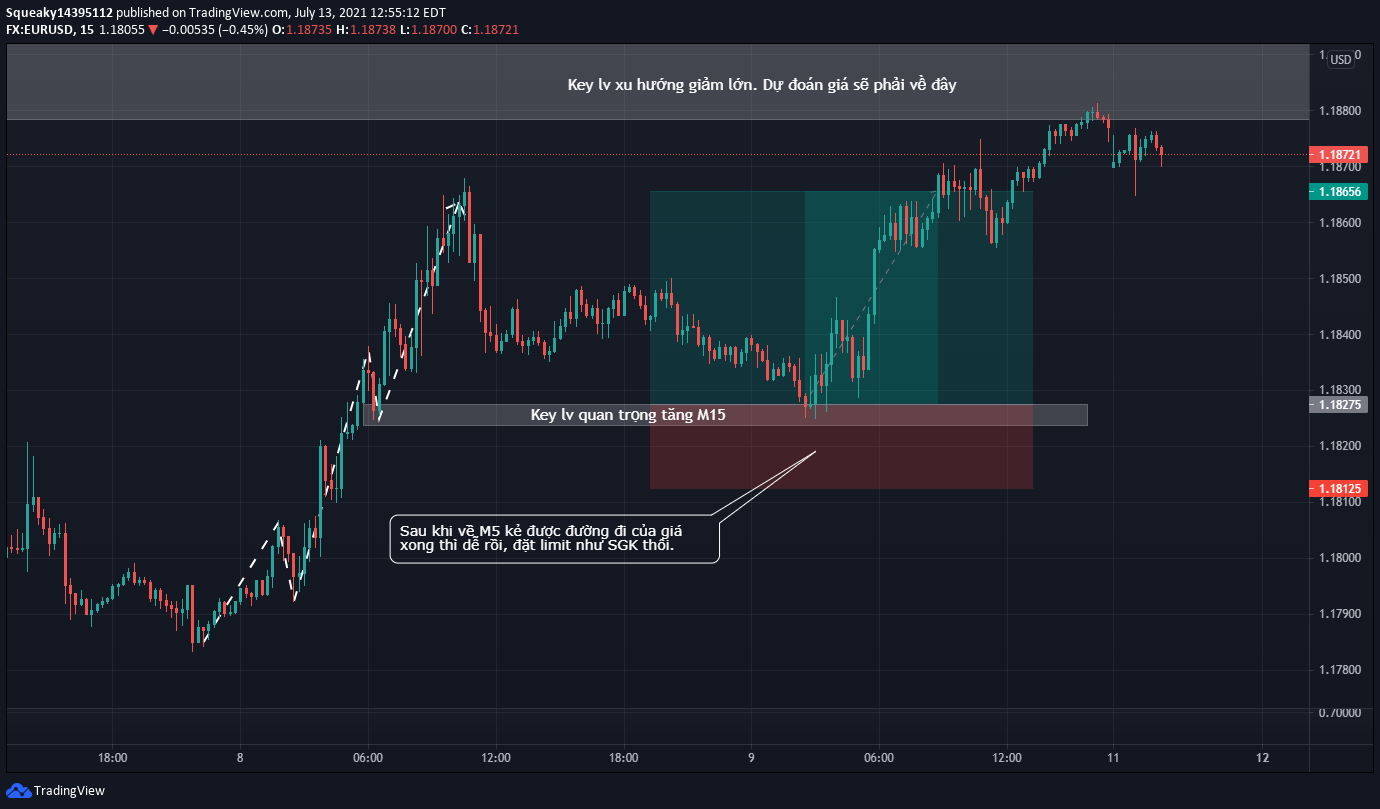 Squeaky14395112 published on TradingView.com, July 13, 2021 12:55:12 EDT
FX:EURUSD, 15 1.18055 ▼ −0.00535 (−0.45%) O:1.18735 H:1.18738 L:1.18700 C:1.18721
USD
Key lv xu hướng giảm lớn. Dự đoán giá sẽ phải về đây
1.18800
1.18721
1.18700
1.18656
1.18600
1.18500
1.18400
1.18300
1.18275
Key lv quan trọng tăng M15
1.18200
1.18125
1.18100
Sau khi về M5 kẻ được đường đi của giá
xong thì dễ rồi, đặt limit như SGK thôi.
1.18000
1.17900
1.17800
0.70000
18:00 8 06:00 12:00 18:00 9 06:00 12:00 11 12
TradingView